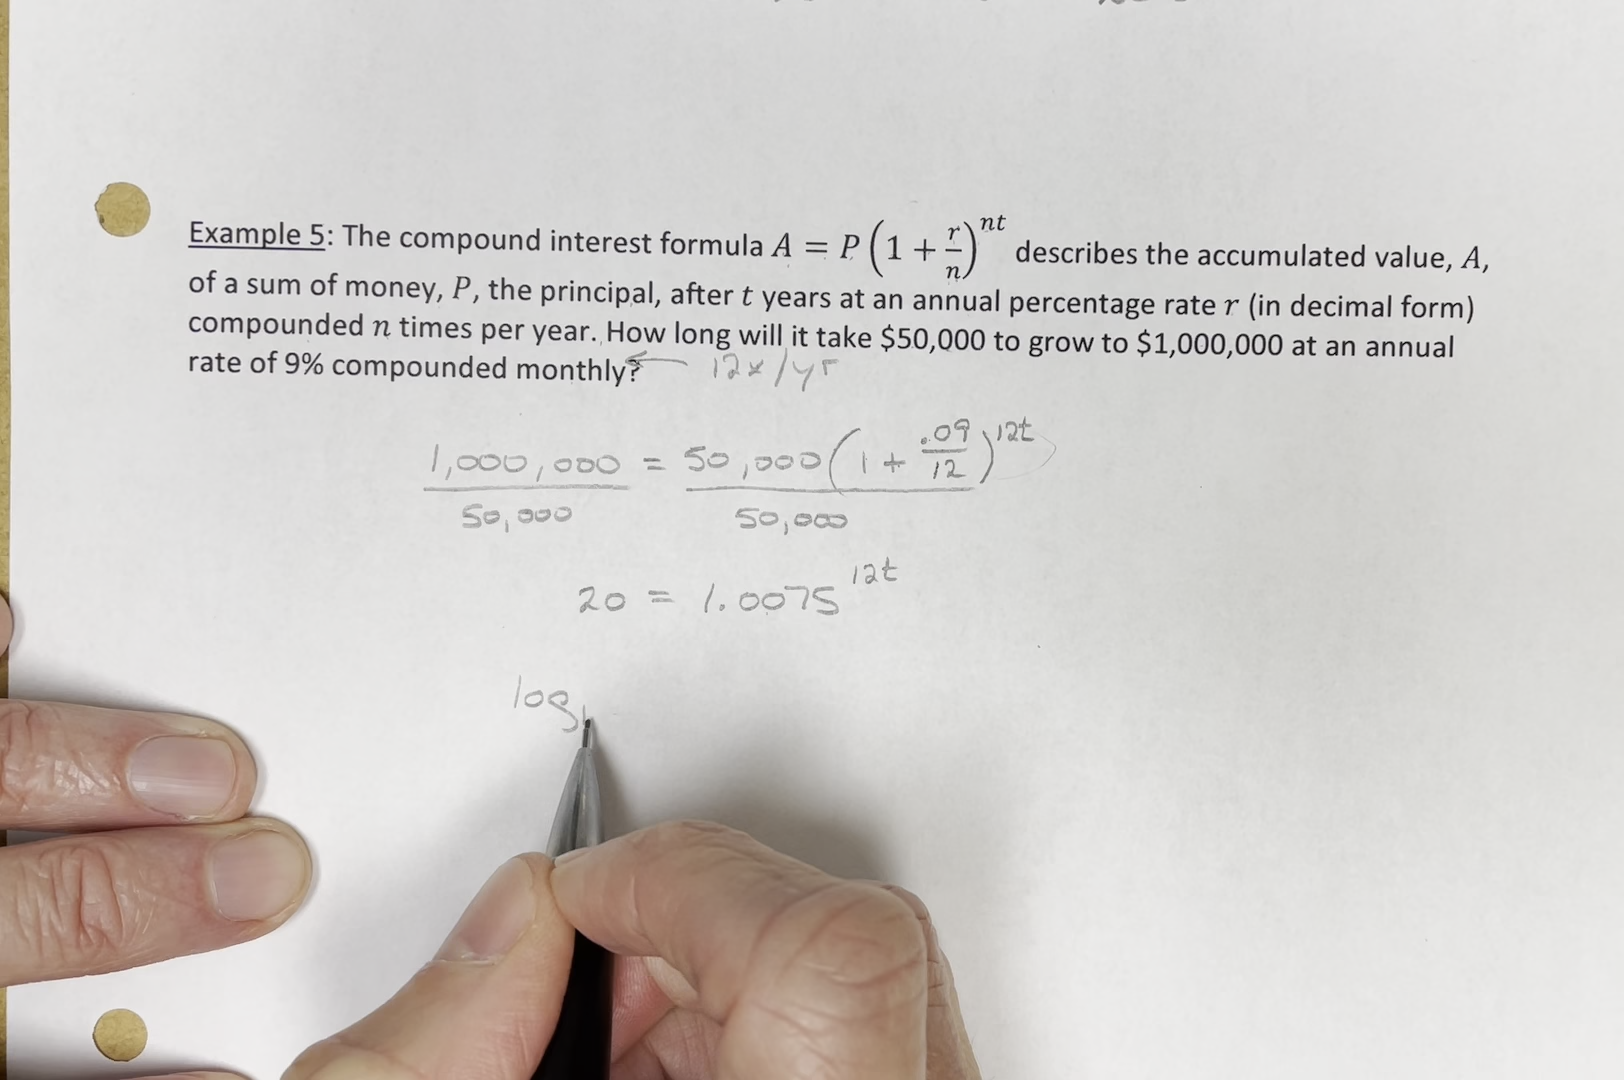 Example 5: The compound interest formula A = P(1 + r/n)^nt describes the accumulated value, A,
of a sum of money, P, the principal, after t years at an annual percentage rate r (in decimal form)
compounded n times per year. How long will it take $50,000 to grow to $1,000,000 at an annual
rate of 9% compounded monthly? ← 12x/yr
1,000,000/50,000 = 50,000(1 + .09/12)^12t/50,000
20 = 1.0075^12t
log